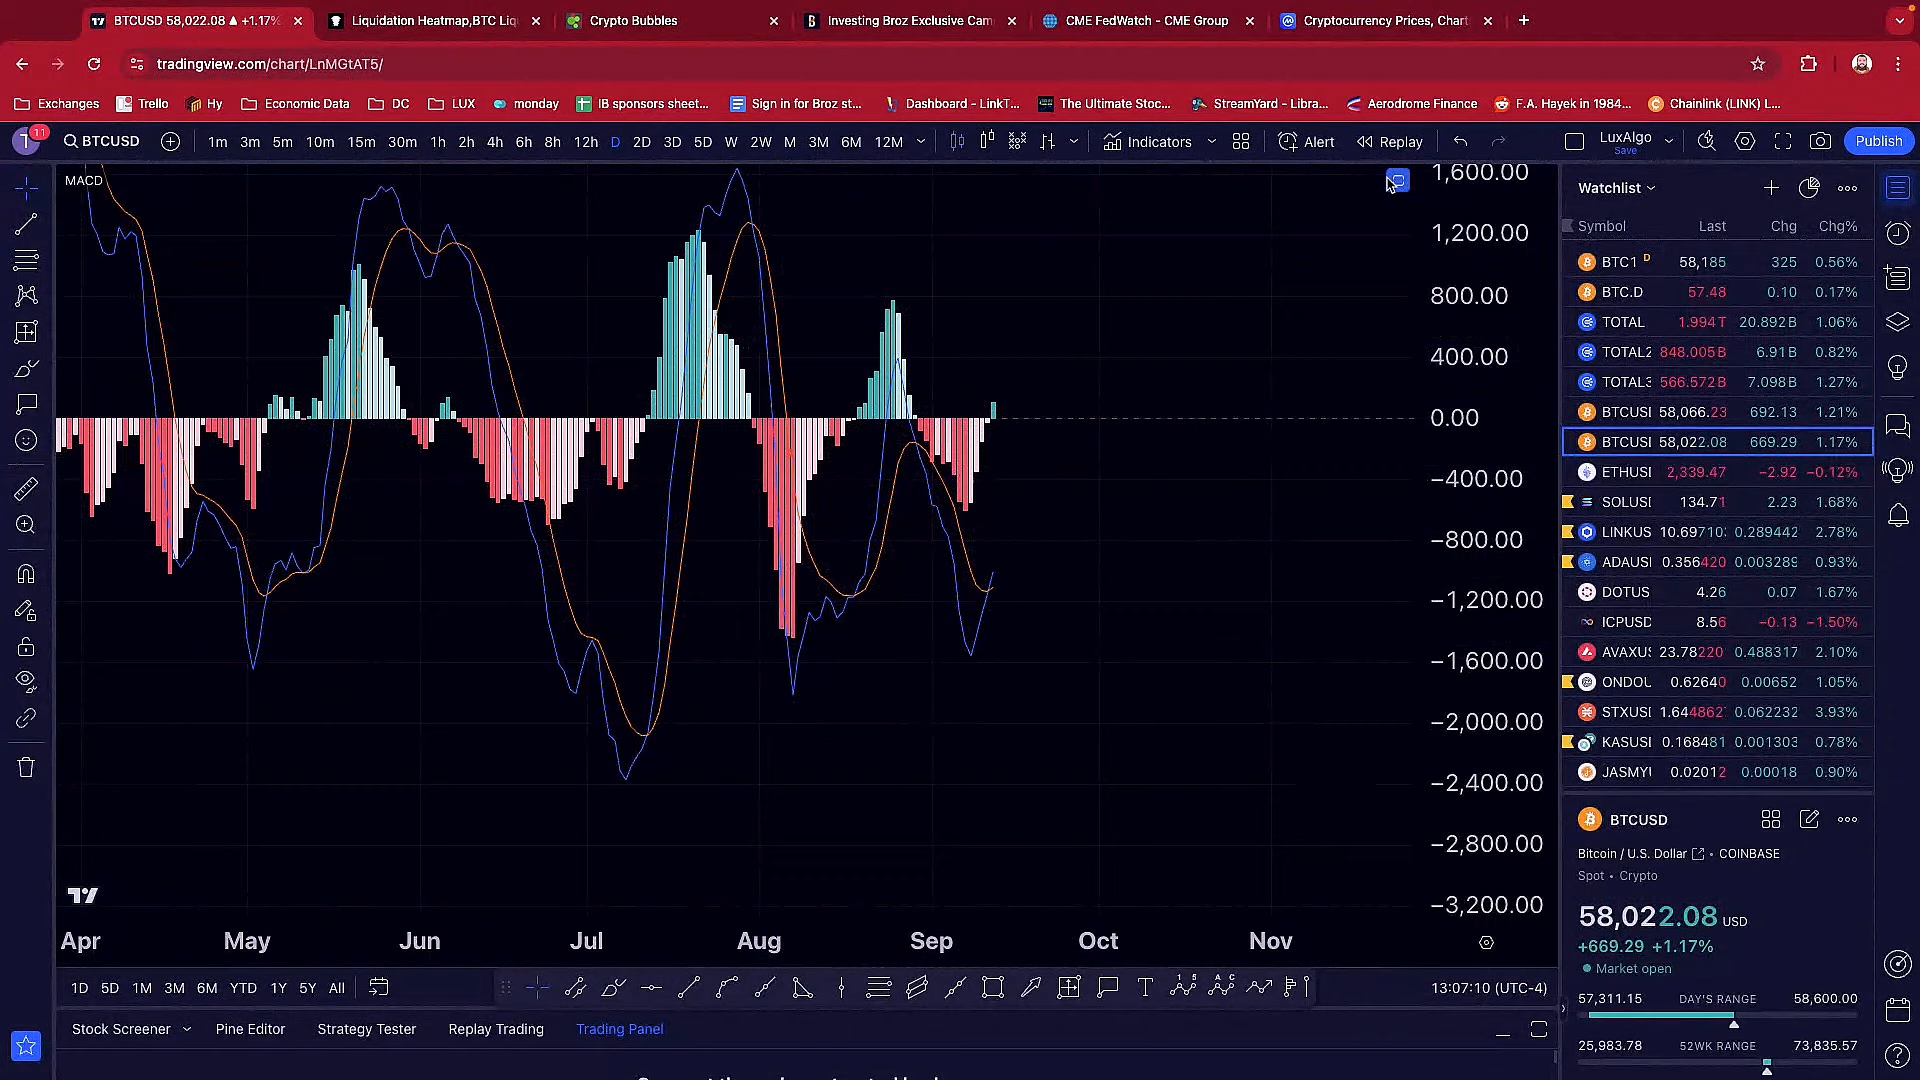 BTCUSD 58,022.08 ▲ +1.17%
Liquidation Heatmap,BTC Liq
Crypto Bubbles
Investing Broz Exclusive Cam
CME FedWatch - CME Group
Cryptocurrency Prices, Chart
tradingview.com/chart/LnMGtAT5/
Exchanges
Trello
Hy
Economic Data
DC
LUX
monday
IB sponsors sheet...
Sign in for Broz st...
Dashboard - LinkT...
The Ultimate Stoc...
StreamYard - Libra...
Aerodrome Finance
F.A. Hayek in 1984...
Chainlink (LINK) L...
T 11
BTCUSD
1m 3m 5m 10m 15m 30m 1h 2h 4h 6h 8h 12h D 2D 3D 5D W 2W M 3M 6M 12M
Indicators
Alert
Replay
LuxAlgo
Save
Publish
MACD
1,600.00
1,200.00
800.00
400.00
0.00
−400.00
−800.00
−1,200.00
−1,600.00
−2,000.00
−2,400.00
−2,800.00
−3,200.00
Apr May Jun Jul Aug Sep Oct Nov
Watchlist
Symbol Last Chg Chg%
BTC1 D 58,185 325 0.56%
BTC.D 57.48 0.10 0.17%
TOTAL 1.994T 20.892B 1.06%
TOTAL2 848.005B 6.91B 0.82%
TOTAL3 566.572B 7.098B 1.27%
BTCUSI 58,066.23 692.13 1.21%
BTCUSI 58,022.08 669.29 1.17%
ETHUSI 2,339.47 −2.92 −0.12%
SOLUSI 134.71 2.23 1.68%
LINKUS 10.69710 0.289442 2.78%
ADAUSI 0.356420 0.003289 0.93%
DOTUS 4.26 0.07 1.67%
ICPUSD 8.56 −0.13 −1.50%
AVAXUS 23.78220 0.488317 2.10%
ONDOU 0.62640 0.00652 1.05%
STXUSI 1.644862 0.062232 3.93%
KASUSI 0.168481 0.001303 0.78%
JASMYI 0.02012 0.00018 0.90%
BTCUSD
Bitcoin / U.S. Dollar • COINBASE
Spot • Crypto
58,022.08 USD
+669.29 +1.17%
Market open
57,311.15 DAY'S RANGE 58,600.00
25,983.78 52WK RANGE 73,835.57
1D 5D 1M 3M 6M YTD 1Y 5Y All
13:07:10 (UTC-4)
Stock Screener
Pine Editor
Strategy Tester
Replay Trading
Trading Panel